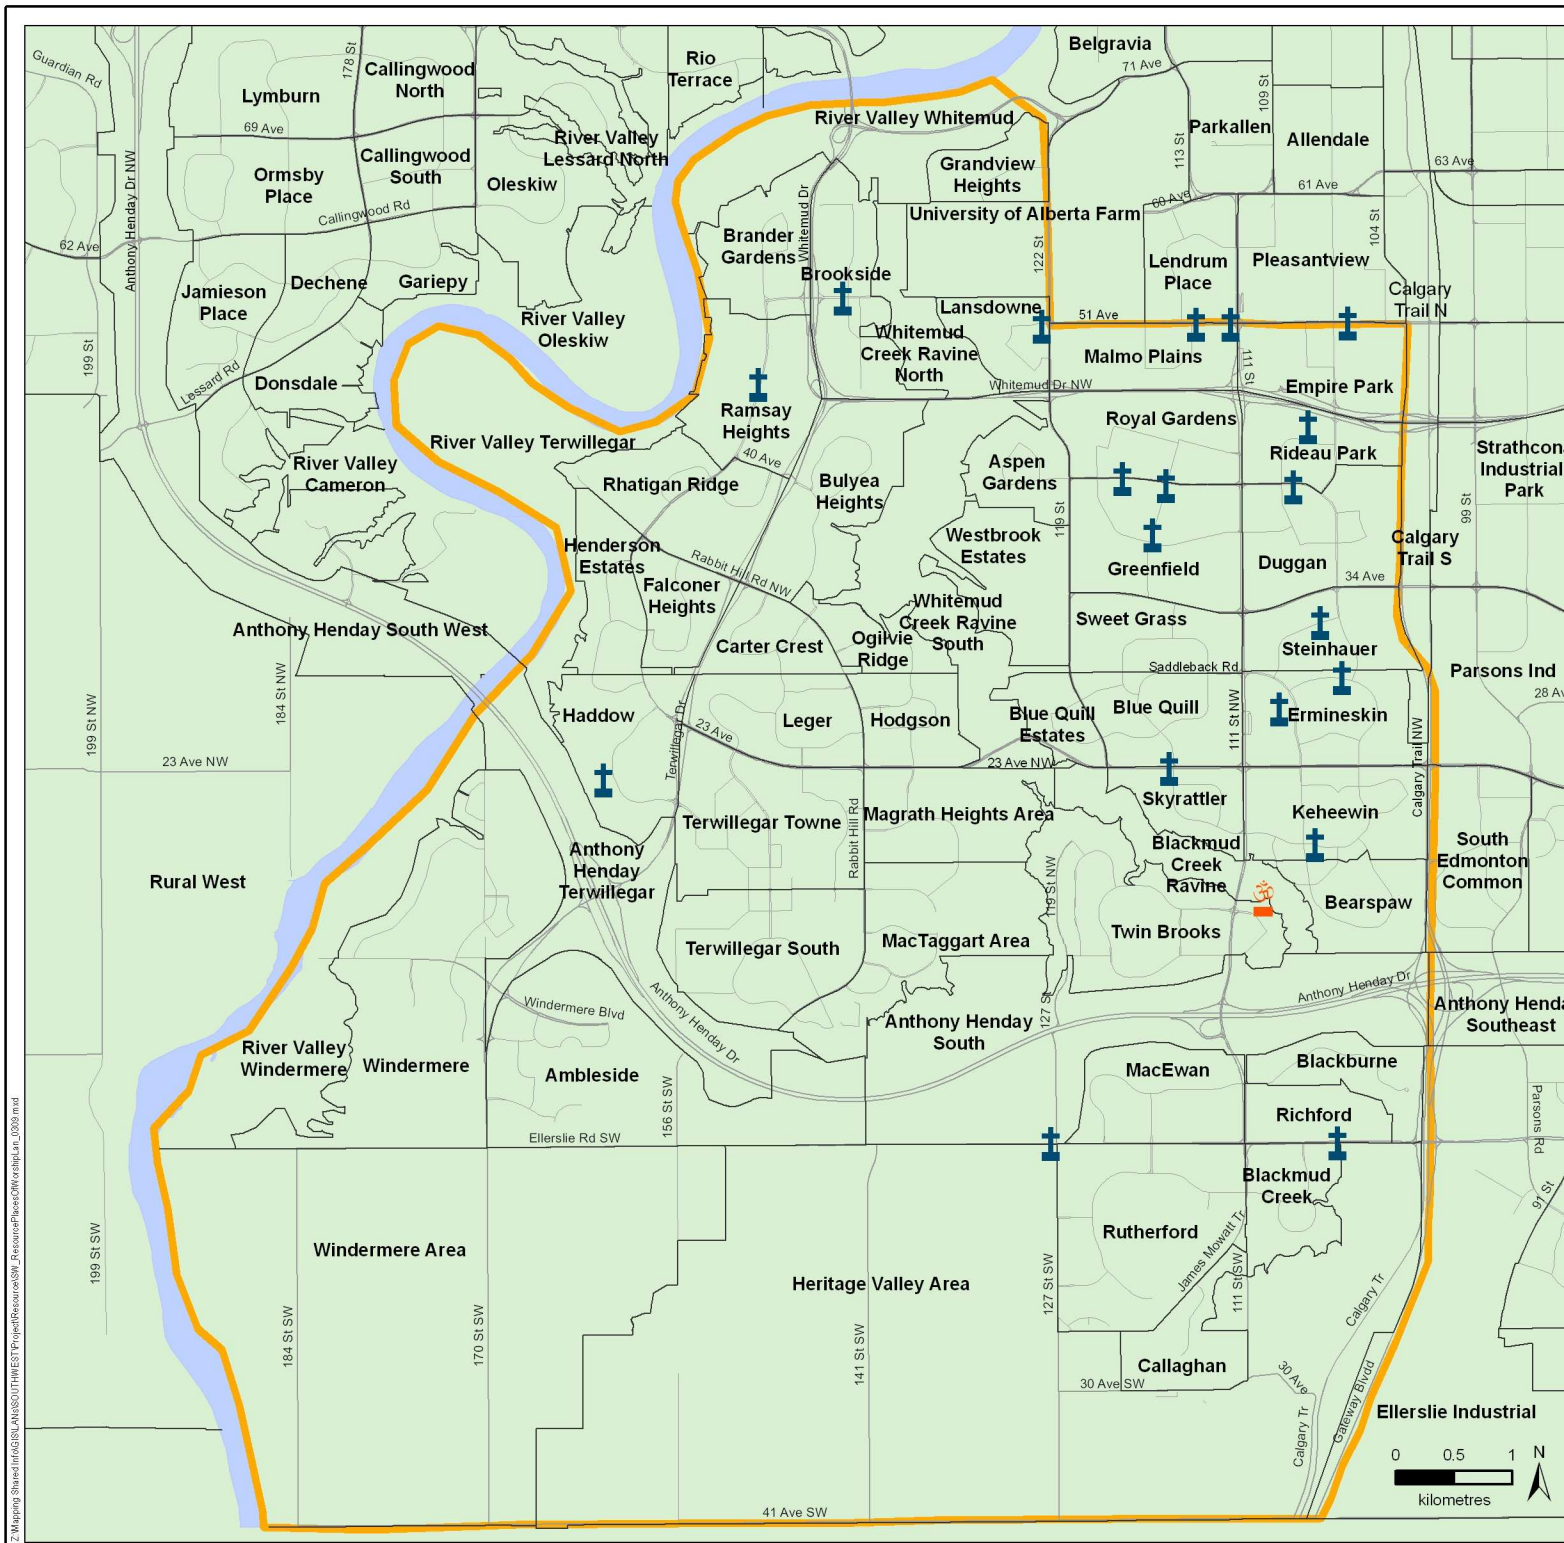 Belgravia
71 Ave
Guardian Rd
178 St
Callingwood
North
Rio
Terrace
Lymburn
69 Ave
River Valley Whitemud
109 St
113 St
Parkallen
Allendale
River Valley
Lessard North
Callingwood
South
Ormsby
Place
Oleskiw
Grandview
Heights
63 Ave
61 Ave
60 Ave
Anthony Henday Dr NW
Callingwood Rd
University of Alberta Farm
62 Ave
Brander
Gardens
Whitemud Dr
122 St
104 St
Lendrum
Place
Pleasantview
Brookside
Jamieson
Place
Dechene
Gariepy
Calgary
Trail N
River Valley
Oleskiw
Lansdowne
51 Ave
Whitemud
Creek Ravine
North
Malmo Plains
111 St
199 St
Lessard Rd
Donsdale
Whitemud Dr NW
Empire Park
Ramsay
Heights
Royal Gardens
River Valley Terwillegar
40 Ave
Rideau Park
Strathcon
Industrial
Park
River Valley
Cameron
Rhatigan Ridge
Bulyea
Heights
Aspen
Gardens
119 St
99 St
Henderson
Estates
Westbrook
Estates
Calgary
Trail S
Rabbit Hill Rd NW
Falconer
Heights
Greenfield
Duggan
34 Ave
Whitemud
Creek Ravine
South
Sweet Grass
Anthony Henday South West
Carter Crest
Ogilvie
Ridge
Steinhauer
Saddleback Rd
Parsons Ind
184 St NW
199 St NW
28 Av
Haddow
Terwillegar Dr
23 Ave
Leger
Hodgson
Blue Quill
Estates
Blue Quill
111 St NW
Ermineskin
Calgary Trail NW
23 Ave NW
23 Ave NW
Skyrattler
Keheewin
Terwillegar Towne
Rabbit Hill Rd
Magrath Heights Area
Anthony
Henday
Terwillegar
Blackmud
Creek
Ravine
South
Edmonton
Common
Rural West
119 St NW
ॐ
Bearspaw
Twin Brooks
Terwillegar South
MacTaggart Area
Windermere Blvd
Anthony Henday Dr
127 St
Anthony Henday Dr
Anthony Henday
South
Anthony Henda
Southeast
River Valley
Windermere
Windermere
Ambleside
156 St SW
MacEwan
Blackburne
Richford
Parsons Rd
Ellerslie Rd SW
Blackmud
Creek
91 St
199 St SW
Windermere Area
Rutherford
James Mowatt Tr
Heritage Valley Area
127 St SW
111 St SW
Calgary Tr
184 St SW
170 St SW
141 St SW
Callaghan
30 Ave SW
30 Ave
Calgary Tr
Gateway Blvdd
Ellerslie Industrial
0 0.5 1
kilometres
N
41 Ave SW